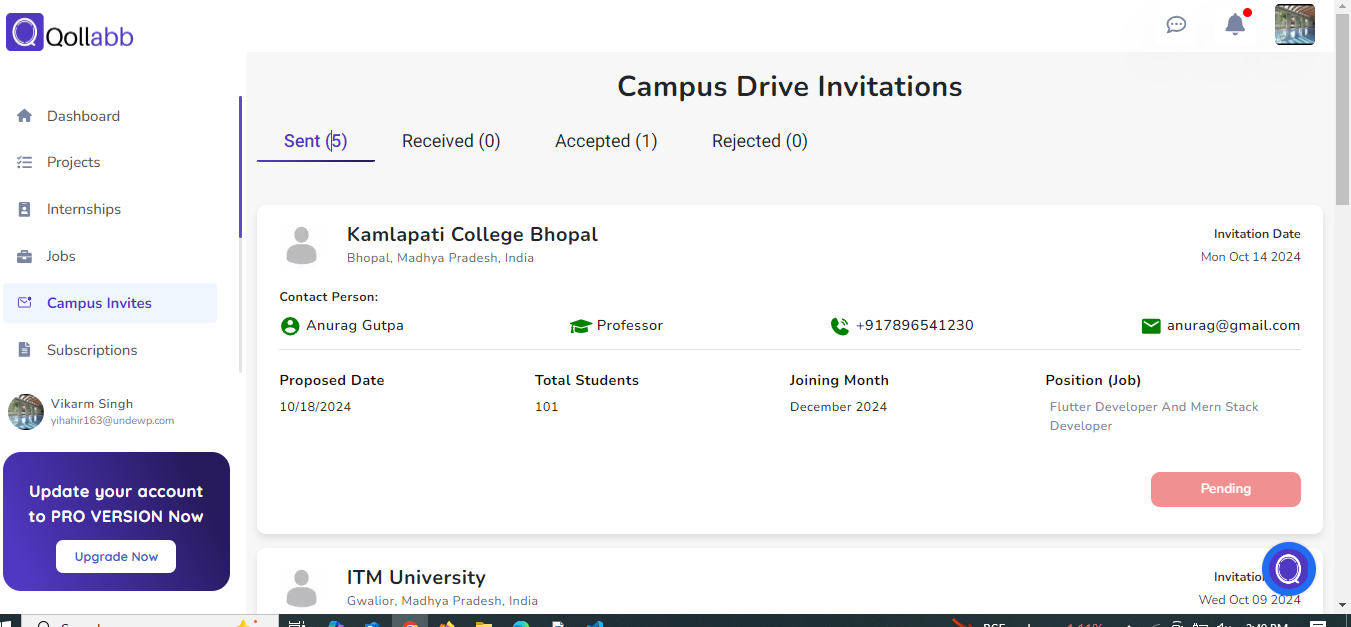 Qollabb
Campus Drive Invitations
Sent (5) Received (0) Accepted (1) Rejected (0)
Dashboard
Projects
Internships
Jobs
Campus Invites
Subscriptions
Vikarm Singh
yihahir163@undewp.com
Update your account
to PRO VERSION Now
Upgrade Now
Kamlapati College Bhopal
Bhopal, Madhya Pradesh, India
Invitation Date
Mon Oct 14 2024
Contact Person:
Anurag Gutpa Professor +917896541230 anurag@gmail.com
Proposed Date Total Students Joining Month Position (Job)
10/18/2024 101 December 2024 Flutter Developer And Mern Stack
Developer
Pending
ITM University
Gwalior, Madhya Pradesh, India
Wed Oct 09 2024